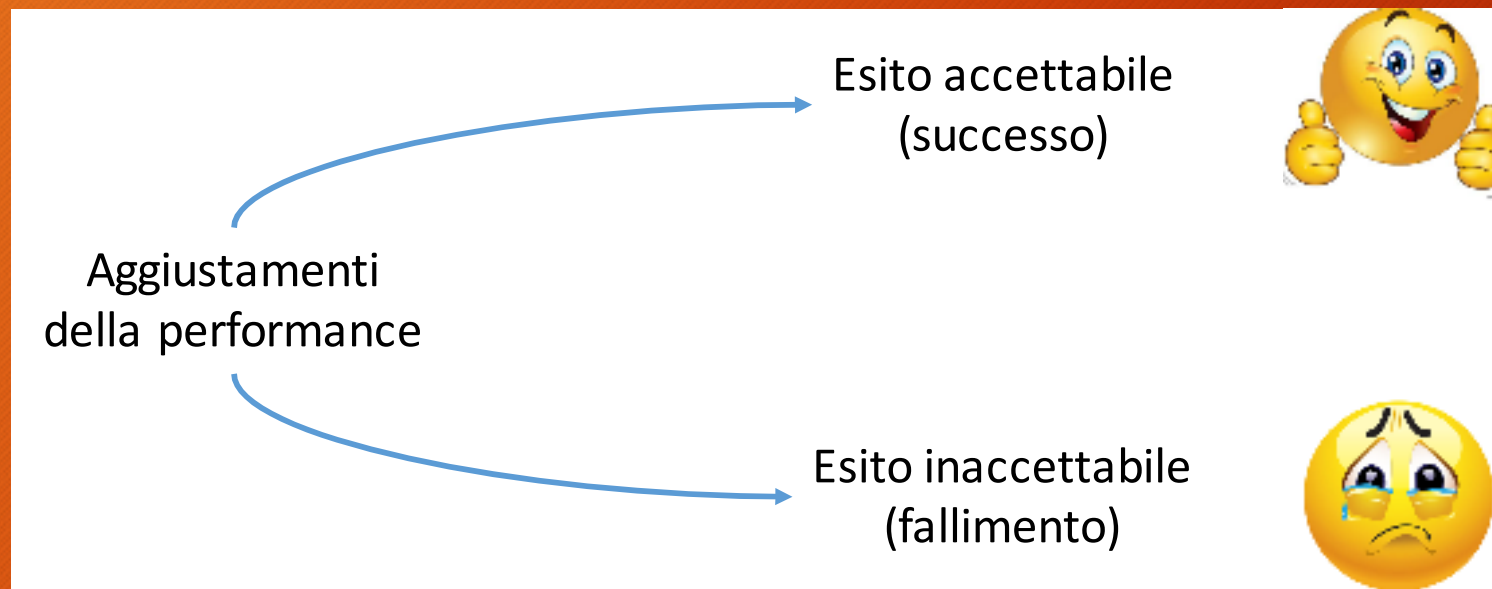 Esito accettabile
(successo)
Aggiustamenti
della performance
Esito inaccettabile
(fallimento)